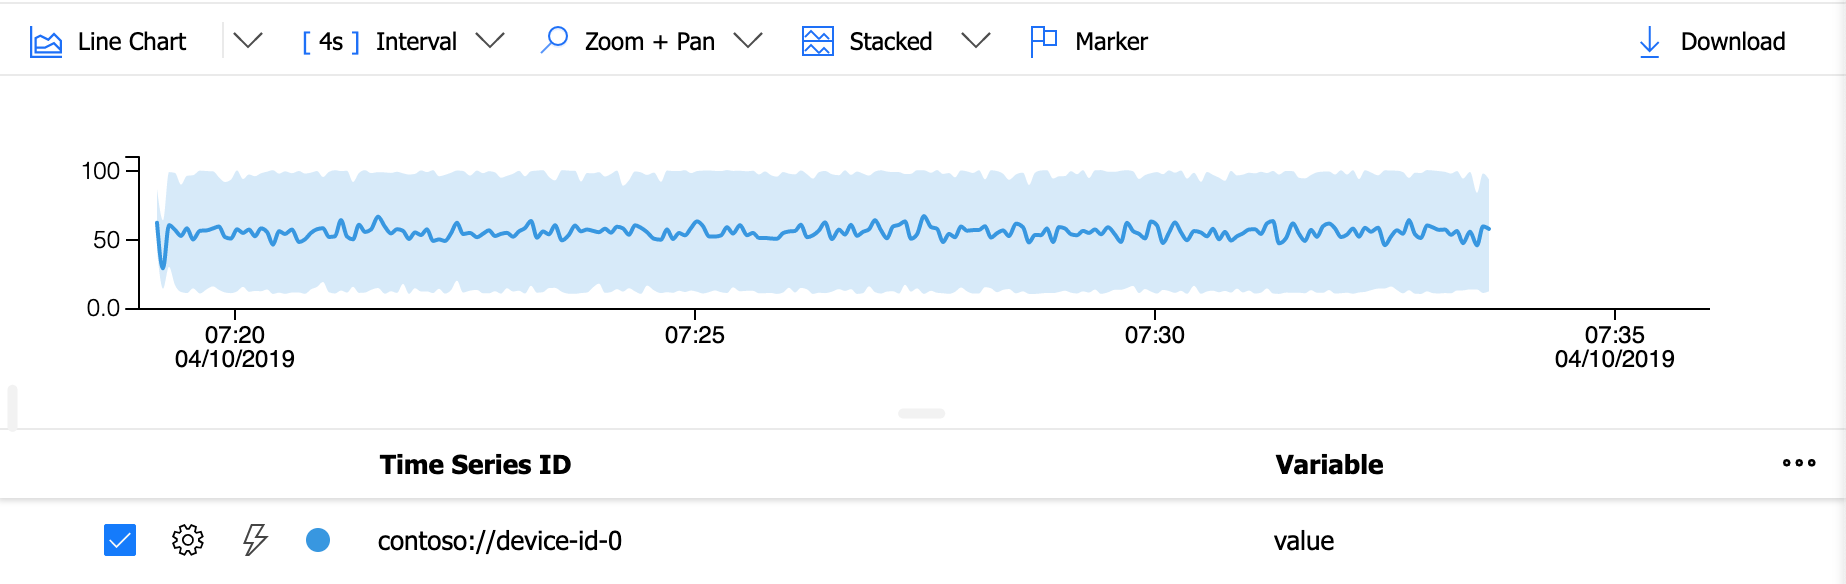 Line Chart [ 4s ] Interval Zoom + Pan Stacked Marker Download
100
50
0.0
07:20 07:25 07:30 07:35
04/10/2019 04/10/2019
Time Series ID Variable
contoso://device-id-0 value